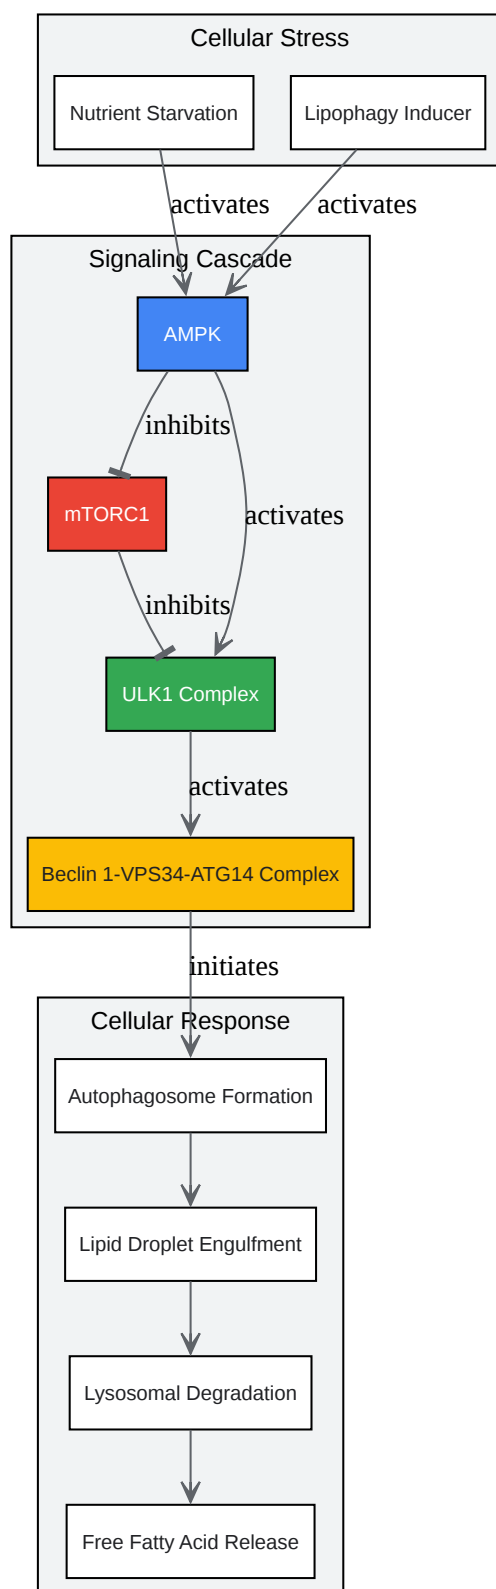 Cellular Stress
Nutrient Starvation
Lipophagy Inducer
activates
activates
Signaling Cascade
AMPK
inhibits
mTORC1
activates
inhibits
ULK1 Complex
activates
Beclin 1-VPS34-ATG14 Complex
initiates
Cellular Response
Autophagosome Formation
Lipid Droplet Engulfment
Lysosomal Degradation
Free Fatty Acid Release